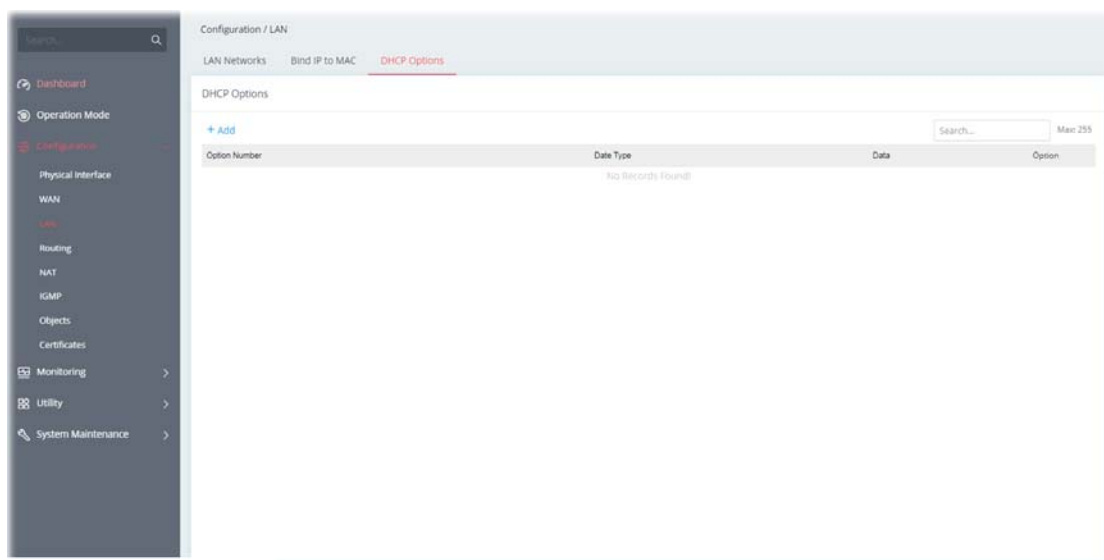 Search...
Dashboard
Operation Mode
Configuration
Physical Interface
WAN
LAN
Routing
NAT
IGMP
Objects
Certificates
Monitoring
Utility
System Maintenance
Configuration / LAN
LAN Networks Bind IP to MAC DHCP Options
DHCP Options
+ Add Search... Max: 255
Option Number Date Type Data Option
No Records Found!